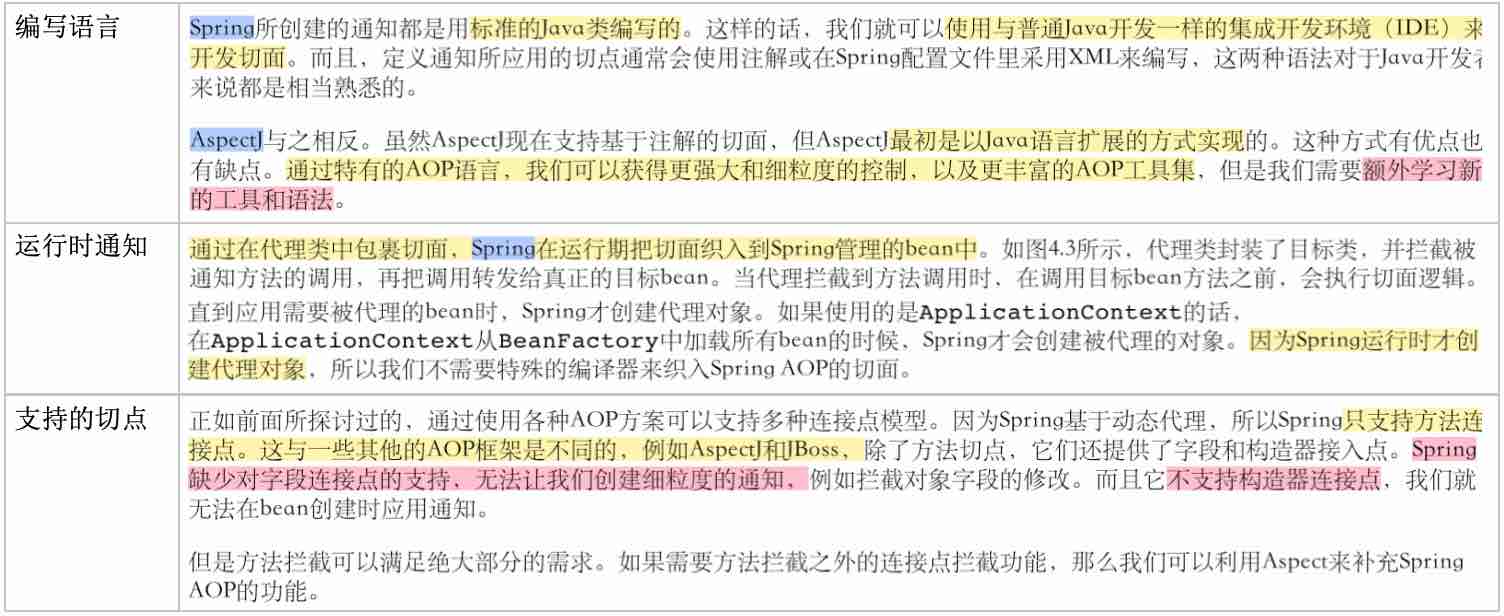 编写语言
Spring所创建的通知都是用标准的Java类编写的。这样的话，我们就可以使用与普通Java开发一样的集成开发环境（IDE）来
开发切面。而且，定义通知所应用的切点通常会使用注解或在Spring配置文件里采用XML来编写，这两种语法对于Java开发者
来说都是相当熟悉的。
AspectJ与之相反。虽然AspectJ现在支持基于注解的切面，但AspectJ最初是以Java语言扩展的方式实现的。这种方式有优点也
有缺点。通过特有的AOP语言，我们可以获得更强大和细粒度的控制，以及更丰富的AOP工具集，但是我们需要额外学习新
的工具和语法。
运行时通知
通过在代理类中包裹切面，Spring在运行期把切面织入到Spring管理的bean中。如图4.3所示，代理类封装了目标类，并拦截被
通知方法的调用，再把调用转发给真正的目标bean。当代理拦截到方法调用时，在调用目标bean方法之前，会执行切面逻辑。
直到应用需要被代理的bean时，Spring才创建代理对象。如果使用的是ApplicationContext的话，
在ApplicationContext从BeanFactory中加载所有bean的时候，Spring才会创建被代理的对象。因为Spring运行时才创
建代理对象，所以我们不需要特殊的编译器来织入Spring AOP的切面。
支持的切点
正如前面所探讨过的，通过使用各种AOP方案可以支持多种连接点模型。因为Spring基于动态代理，所以Spring只支持方法连
接点。这与一些其他的AOP框架是不同的，例如AspectJ和JBoss，除了方法切点，它们还提供了字段和构造器接入点。Spring
缺少对字段连接点的支持，无法让我们创建细粒度的通知，例如拦截对象字段的修改。而且它不支持构造器连接点，我们就
无法在bean创建时应用通知。
但是方法拦截可以满足绝大部分的需求。如果需要方法拦截之外的连接点拦截功能，那么我们可以利用Aspect来补充Spring
AOP的功能。